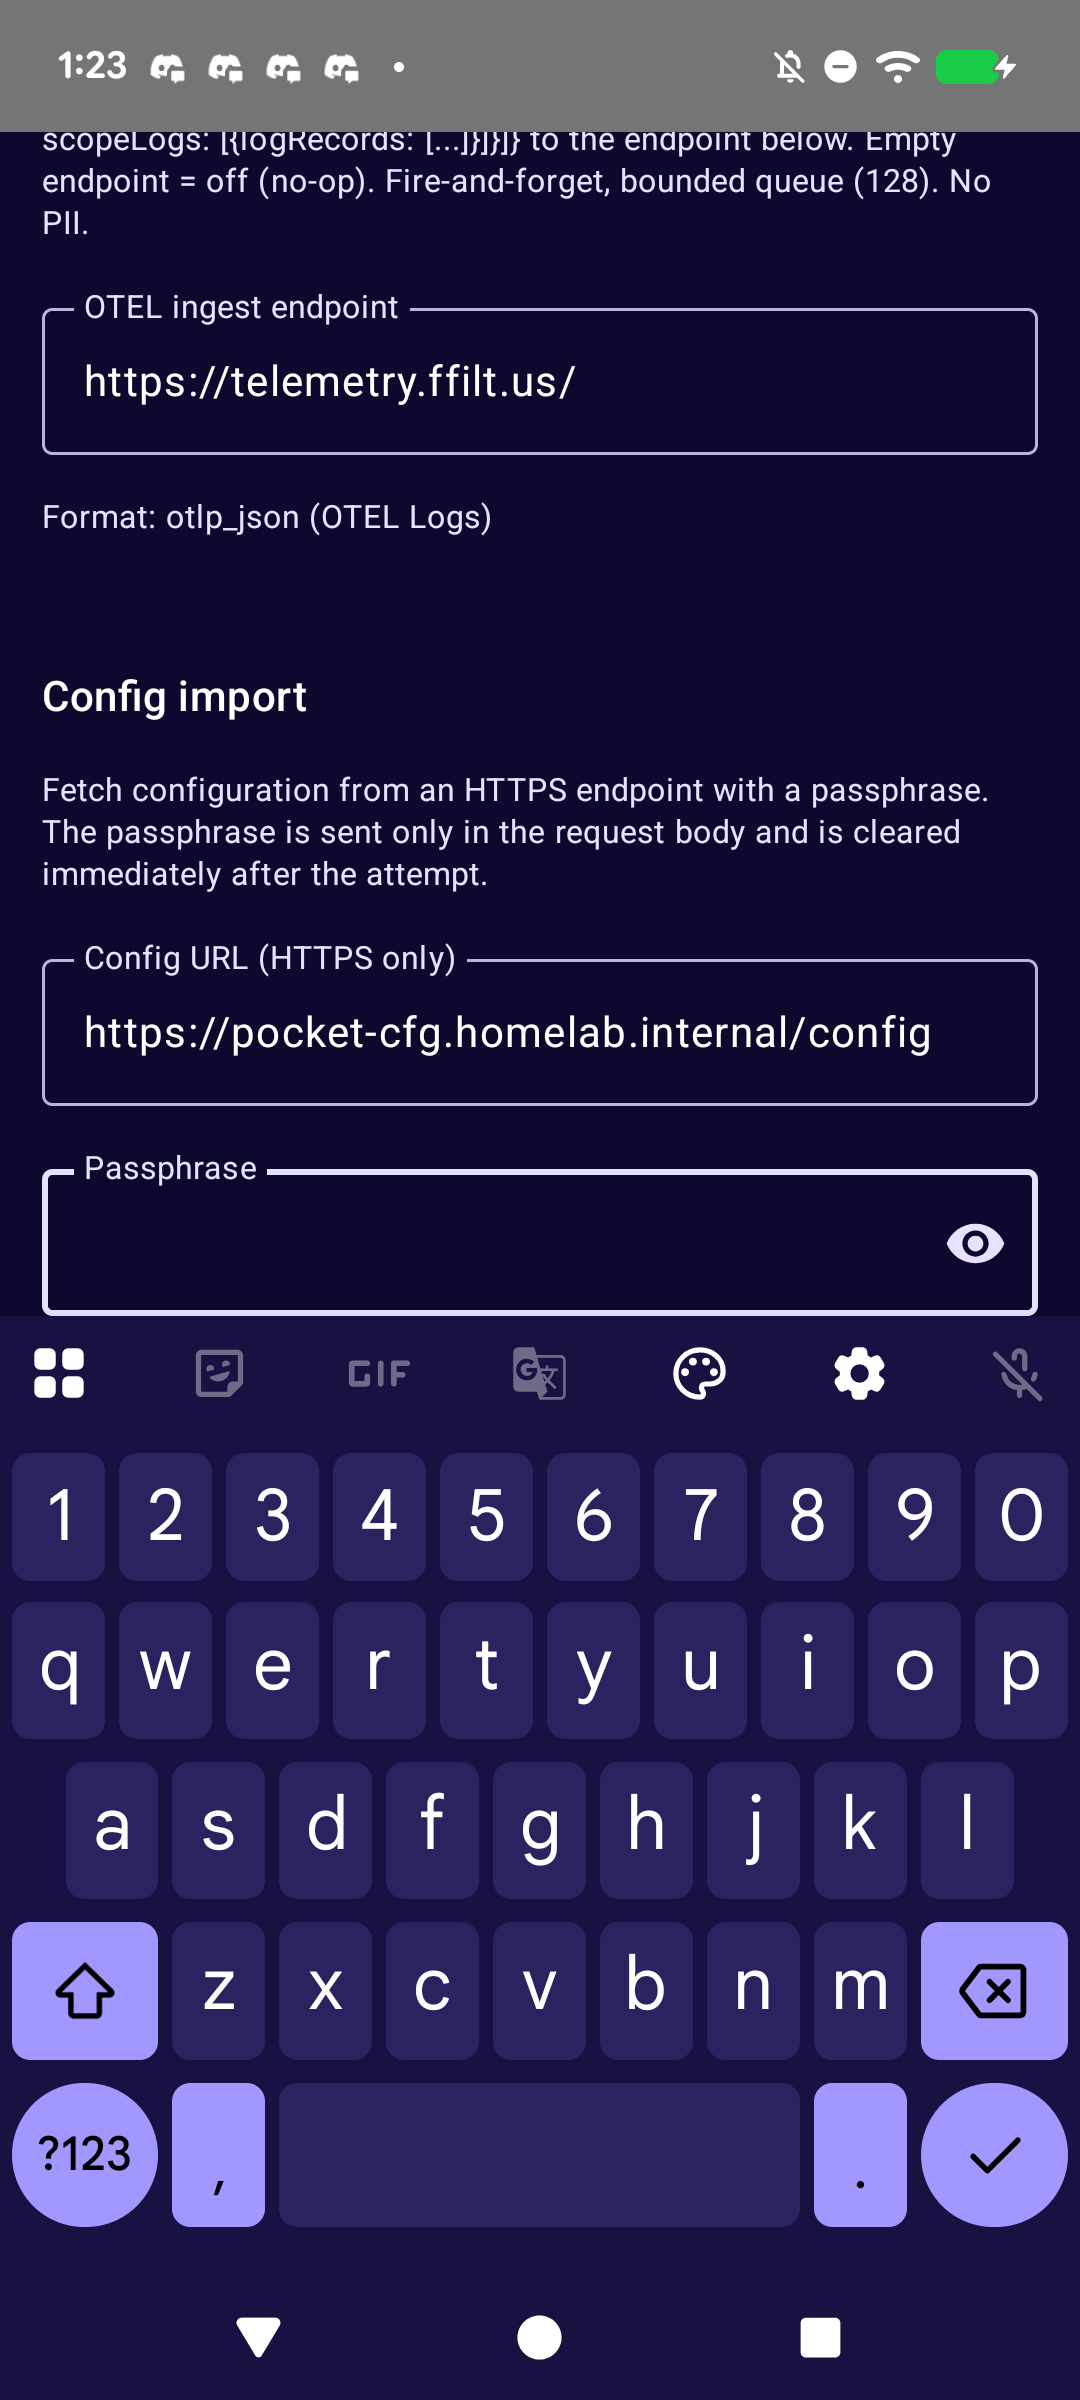 1:23
scopeLogs: [{logRecords: [...]}]}]} to the endpoint below. Empty
endpoint = off (no-op). Fire-and-forget, bounded queue (128). No
PII.
OTEL ingest endpoint
https://telemetry.ffilt.us/
Format: otlp_json (OTEL Logs)
Config import
Fetch configuration from an HTTPS endpoint with a passphrase.
The passphrase is sent only in the request body and is cleared
immediately after the attempt.
Config URL (HTTPS only)
https://pocket-cfg.homelab.internal/config
Passphrase
GIF
1 2 3 4 5 6 7 8 9 0
q w e r t y u i o p
a s d f g h j k l
z x c v b n m
?123 , .